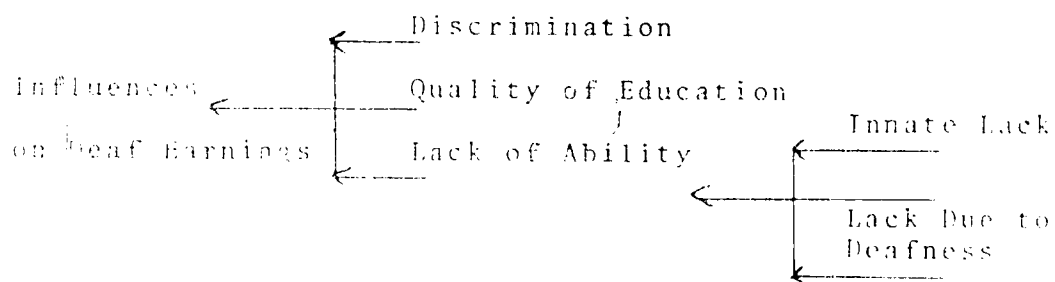 Discrimination
Influences
Quality of Education
on Deaf Earnings
Lack of Ability
Innate Lack
Lack Due to
Deafness